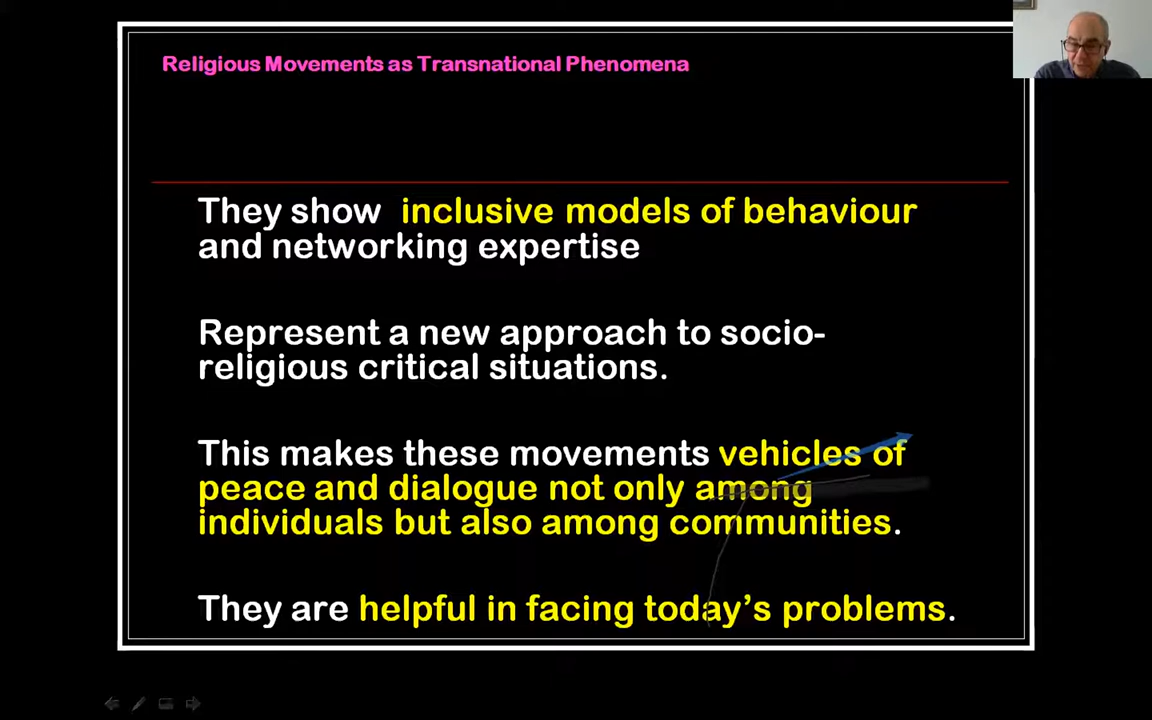 Religious Movements as Transnational Phenomena
They show inclusive models of behaviour
and networking expertise
Represent a new approach to socio-
religious critical situations.
This makes these movements vehicles of
peace and dialogue not only among
individuals but also among communities.
They are helpful in facing today’s problems.